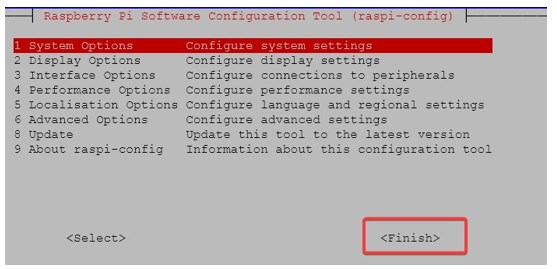 Raspberry Pi Software Configuration Tool (raspi-config)
1 System Options Configure system settings
2 Display Options Configure display settings
3 Interface Options Configure connections to peripherals
4 Performance Options Configure performance settings
5 Localisation Options Configure language and regional settings
6 Advanced Options Configure advanced settings
8 Update Update this tool to the latest version
9 About raspi-config Information about this configuration tool
<Select> <Finish>